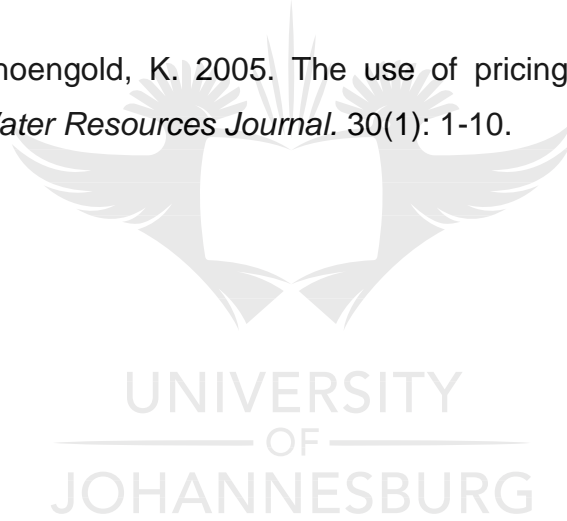 hoengold, K. 2005. The use of pricing
ater Resources Journal. 30(1): 1-10.
UNIVERSITY
OF
JOHANNESBURG